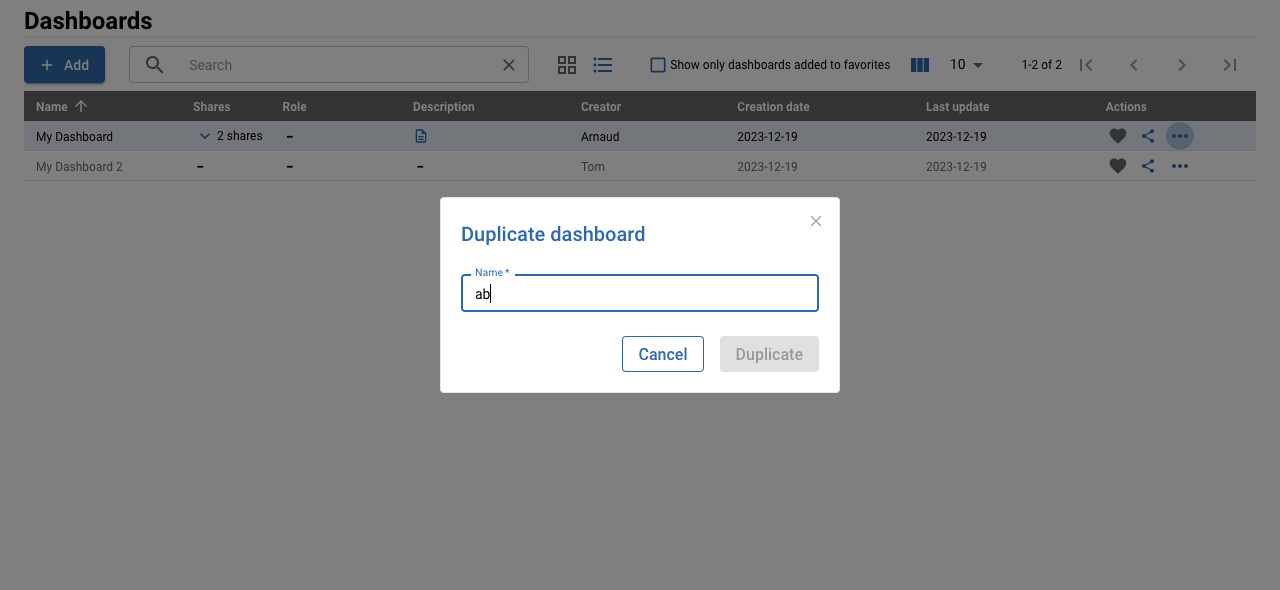 Dashboards
Add Search Show only dashboards added to favorites 10 1-2 of 2
Name Shares Role Description Creator Creation date Last update Actions
My Dashboard 2 shares – Arnaud 2023-12-19 2023-12-19
My Dashboard 2 – – – Tom 2023-12-19 2023-12-19
Duplicate dashboard
Name *
ab
Cancel Duplicate